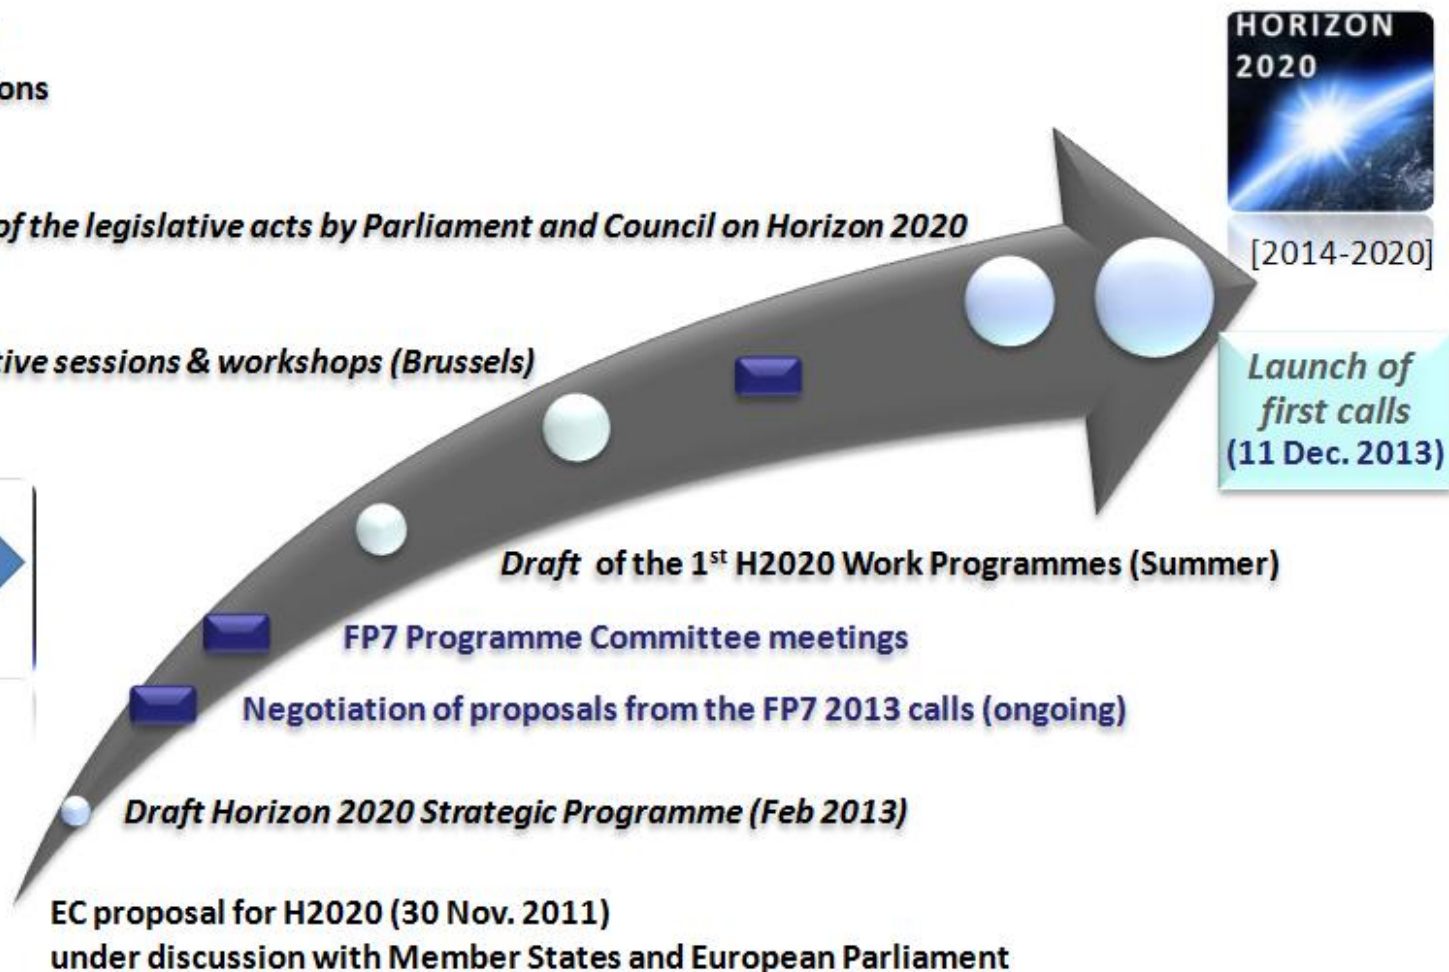 HORIZON
2020
ons
of the legislative acts by Parliament and Council on Horizon 2020
[2014-2020]
tive sessions & workshops (Brussels)
Launch of
first calls
(11 Dec. 2013)
Draft of the 1st H2020 Work Programmes (Summer)
FP7 Programme Committee meetings
Negotiation of proposals from the FP7 2013 calls (ongoing)
Draft Horizon 2020 Strategic Programme (Feb 2013)
EC proposal for H2020 (30 Nov. 2011)
under discussion with Member States and European Parliament